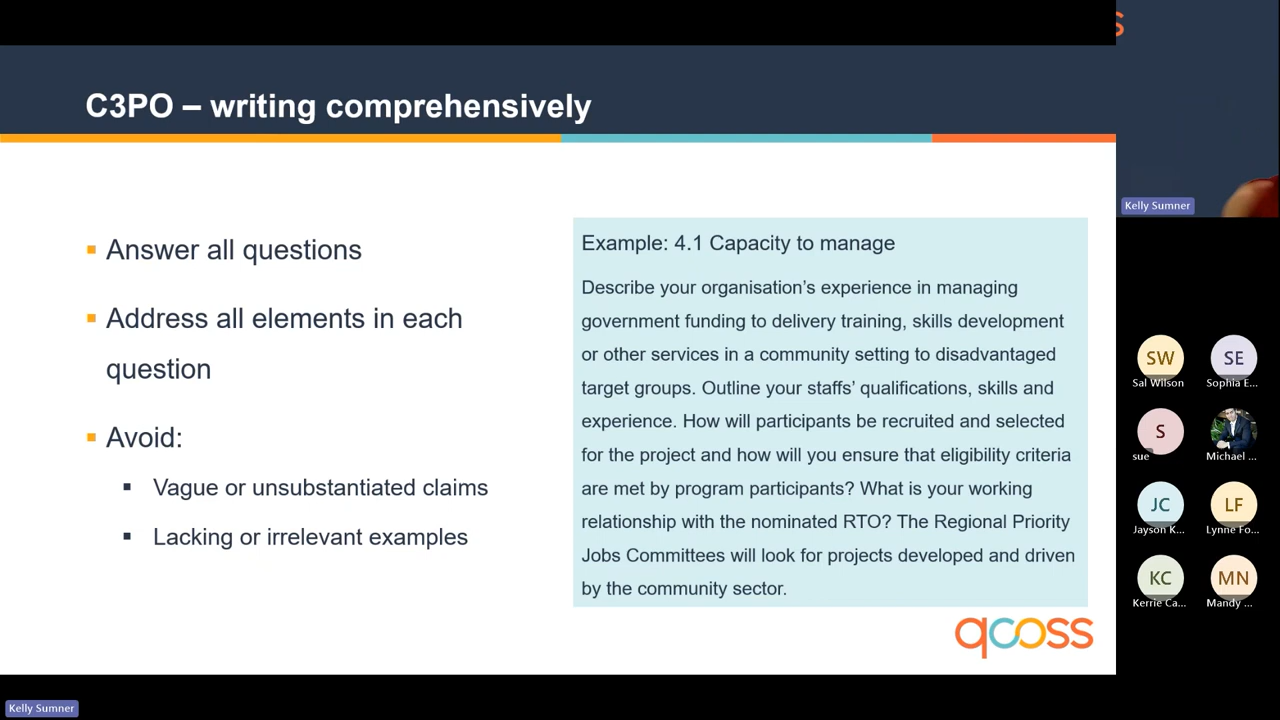 C3PO – writing comprehensively
Answer all questions
Address all elements in each
question
Avoid:
Vague or unsubstantiated claims
Lacking or irrelevant examples
Example: 4.1 Capacity to manage
Describe your organisation's experience in managing
government funding to delivery training, skills development
or other services in a community setting to disadvantaged
target groups. Outline your staffs' qualifications, skills and
experience. How will participants be recruited and selected
for the project and how will you ensure that eligibility criteria
are met by program participants? What is your working
relationship with the nominated RTO? The Regional Priority
Jobs Committees will look for projects developed and driven
by the community sector.
qcoss
s
Kelly Sumner
SW
Sal Wilson
SE
Sophia E...
S
sue
Michael ...
JC
Jayson K...
LF
Lynne Fo...
KC
Kerrie Ca...
MN
Mandy ...
Kelly Sumner